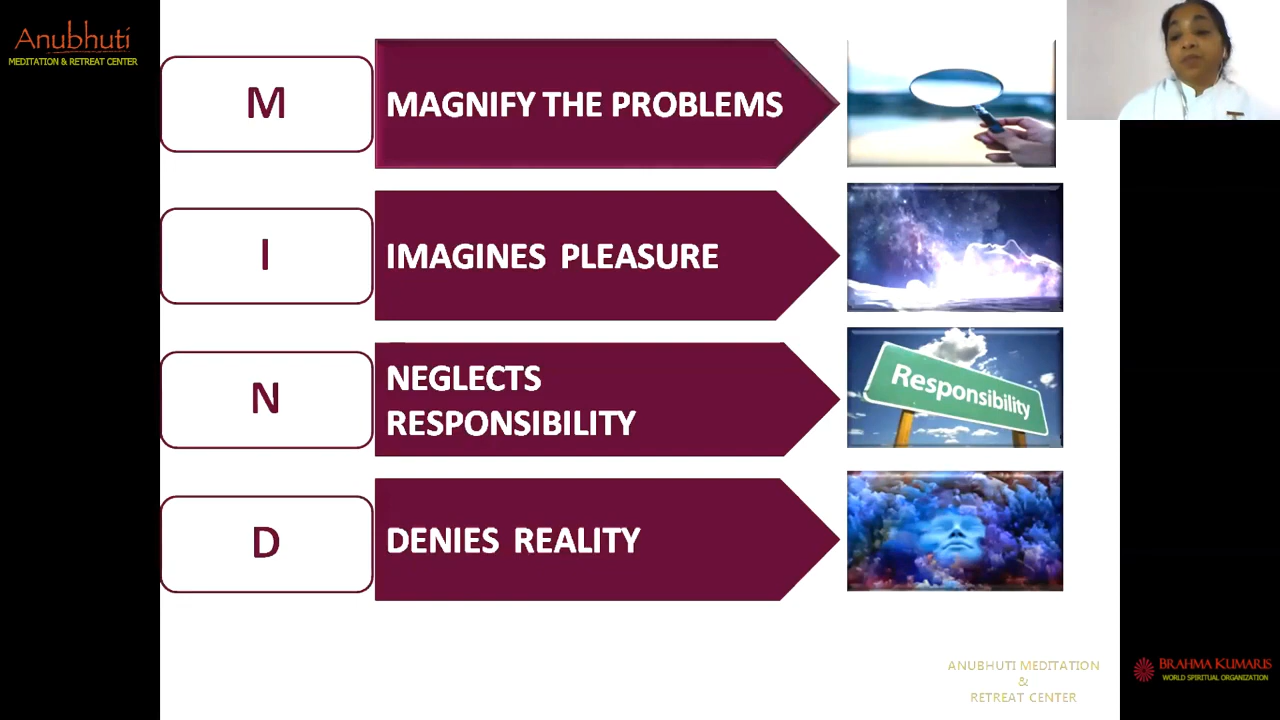 Anubhuti
MEDITATION & RETREAT CENTER
M
MAGNIFY THE PROBLEMS
I
IMAGINES PLEASURE
N
NEGLECTS
RESPONSIBILITY
Responsibility
D
DENIES REALITY
ANUBHUTI MEDITATION
&
RETREAT CENTER
BRAHMA KUMARIS
WORLD SPIRITUAL ORGANIZATION